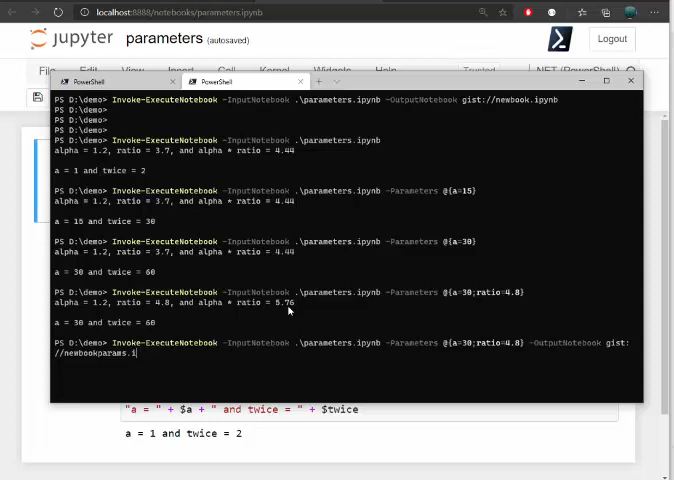 localhost:8888/notebooks/parameters.ipynb
jupyter parameters (autosaved)
Logout
PowerShell
PowerShell
PS D:\demo> Invoke-ExecuteNotebook -InputNotebook .\parameters.ipynb -OutputNotebook gist://newbook.ipynb
PS D:\demo>
PS D:\demo>
PS D:\demo>
PS D:\demo> Invoke-ExecuteNotebook -InputNotebook .\parameters.ipynb
alpha = 1.2, ratio = 3.7, and alpha * ratio = 4.44
a = 1 and twice = 2
PS D:\demo> Invoke-ExecuteNotebook -InputNotebook .\parameters.ipynb -Parameters @{a=15}
alpha = 1.2, ratio = 3.7, and alpha * ratio = 4.44
a = 15 and twice = 30
PS D:\demo> Invoke-ExecuteNotebook -InputNotebook .\parameters.ipynb -Parameters @{a=30}
alpha = 1.2, ratio = 3.7, and alpha * ratio = 4.44
a = 30 and twice = 60
PS D:\demo> Invoke-ExecuteNotebook -InputNotebook .\parameters.ipynb -Parameters @{a=30;ratio=4.8}
alpha = 1.2, ratio = 4.8, and alpha * ratio = 5.76
a = 30 and twice = 60
PS D:\demo> Invoke-ExecuteNotebook -InputNotebook .\parameters.ipynb -Parameters @{a=30;ratio=4.8} -OutputNotebook gist:
//newbookparams.i
"a = " + $a + " and twice = " + $twice
a = 1 and twice = 2